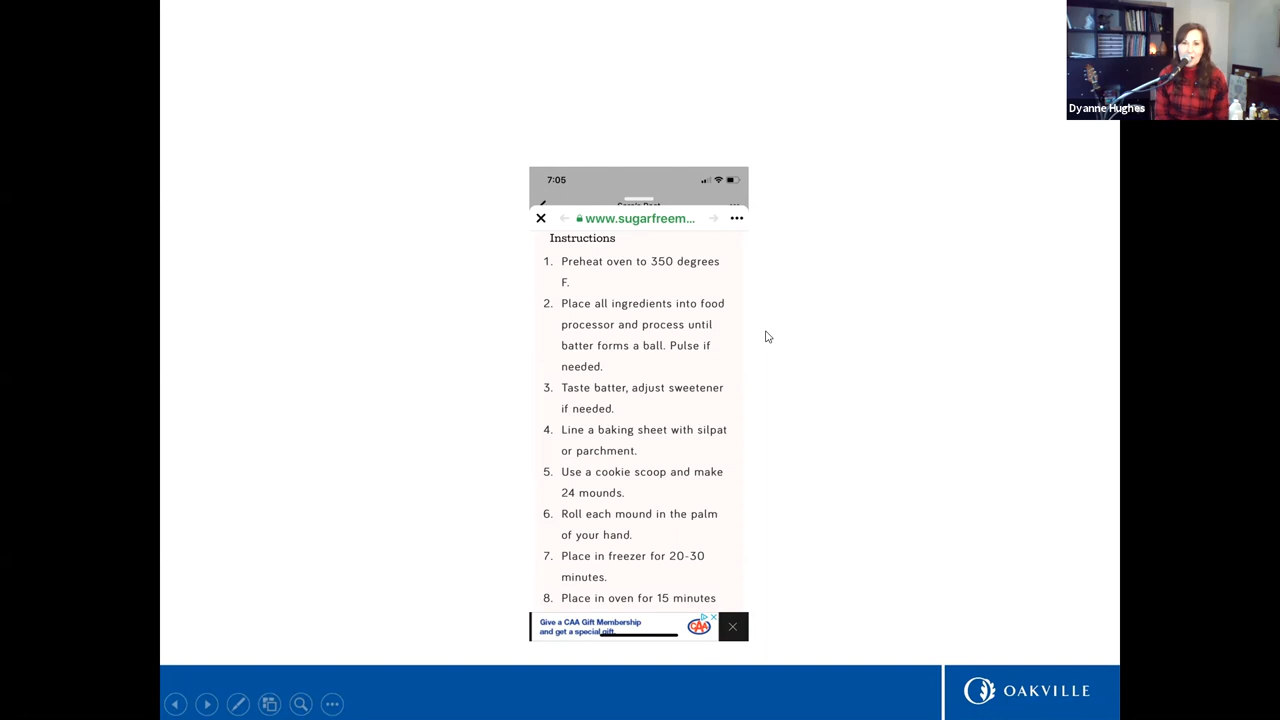 Dyanne Hughes
7:05
www.sugarfreem...
Instructions
1. Preheat oven to 350 degrees
F.
2. Place all ingredients into food
processor and process until
batter forms a ball. Pulse if
needed.
3. Taste batter, adjust sweetener
if needed.
4. Line a baking sheet with silpat
or parchment.
5. Use a cookie scoop and make
24 mounds.
6. Roll each mound in the palm
of your hand.
7. Place in freezer for 20-30
minutes.
8. Place in oven for 15 minutes
Give a CAA Gift Membership
and get a special gift.
CAA
OAKVILLE